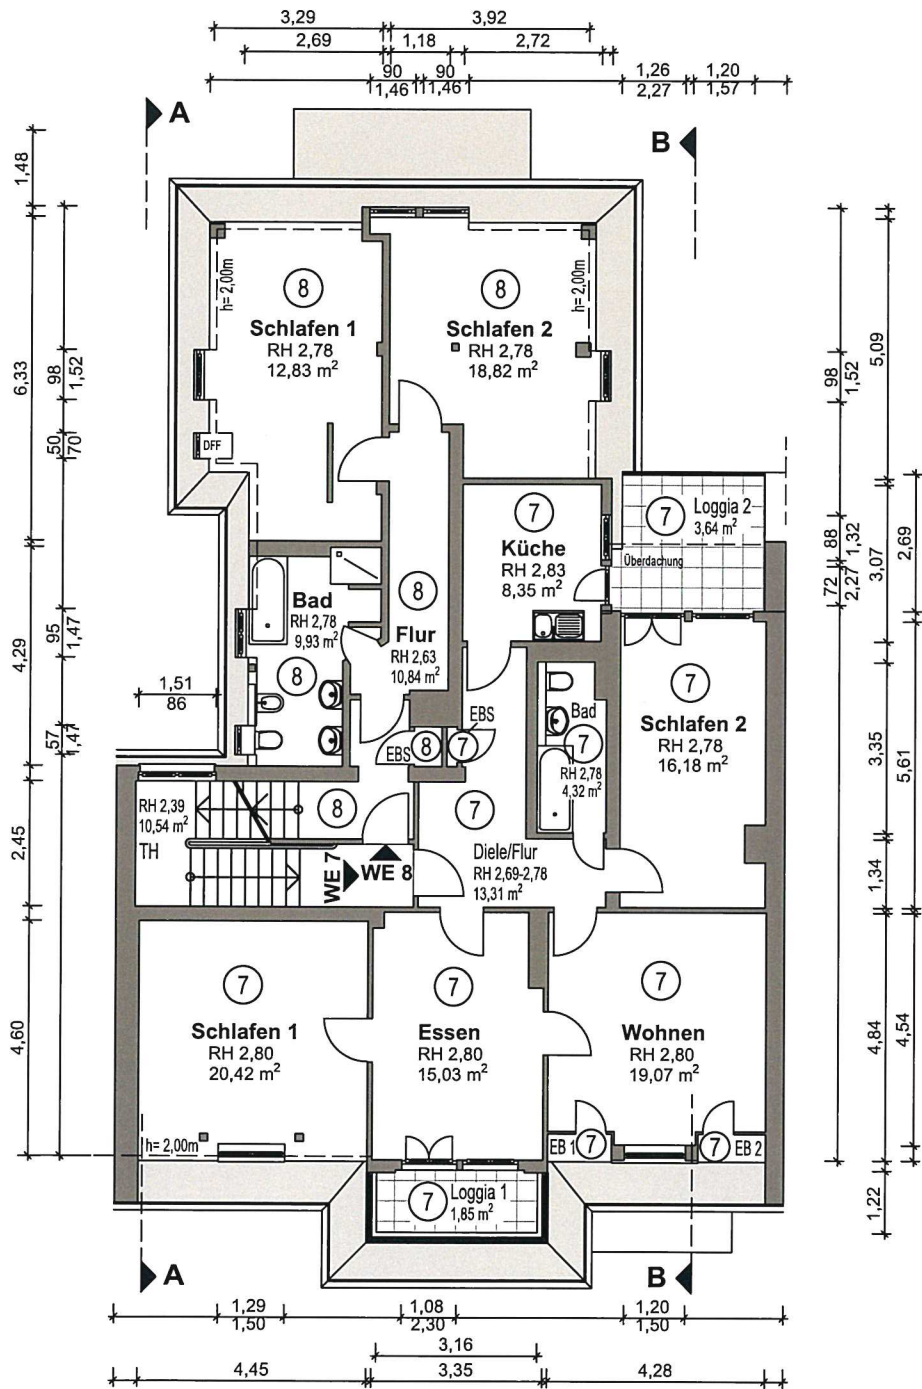 3,29 3,92
2,69 1,18 2,72
90 90 1,26 1,20
1,46 1,46 2,27 1,57
A
B
1,48
6,33
98
1,52
50
70
4,29
95
1,47
57
1,47
2,45
4,60
8
Schlafen 1
RH 2,78
12,83 m²
h= 2,00m
DFF
8
Schlafen 2
RH 2,78
18,82 m²
h= 2,00m
7
Küche
RH 2,83
8,35 m²
7
Loggia 2
3,64 m²
Überdachung
98
1,52
88
1,32
72
2,27
5,09
3,07
2,69
3,35
5,61
1,34
4,84
4,54
1,22
Bad
RH 2,78
9,93 m²
8
8
Flur
RH 2,63
10,84 m²
1,51
86
EBS
8
EBS
7
Bad
7
RH 2,78
4,32 m²
7
Schlafen 2
RH 2,78
16,18 m²
RH 2,39
10,54 m²
TH
8
WE 7
WE 8
7
Diele/Flur
RH 2,69-2,78
13,31 m²
7
Schlafen 1
RH 2,80
20,42 m²
h= 2,00m
7
Essen
RH 2,80
15,03 m²
7
Wohnen
RH 2,80
19,07 m²
EB 1
7
7
EB 2
7
Loggia 1
1,85 m²
A
B
1,29 1,08 1,20
1,50 2,30 1,50
3,16
4,45 3,35 4,28